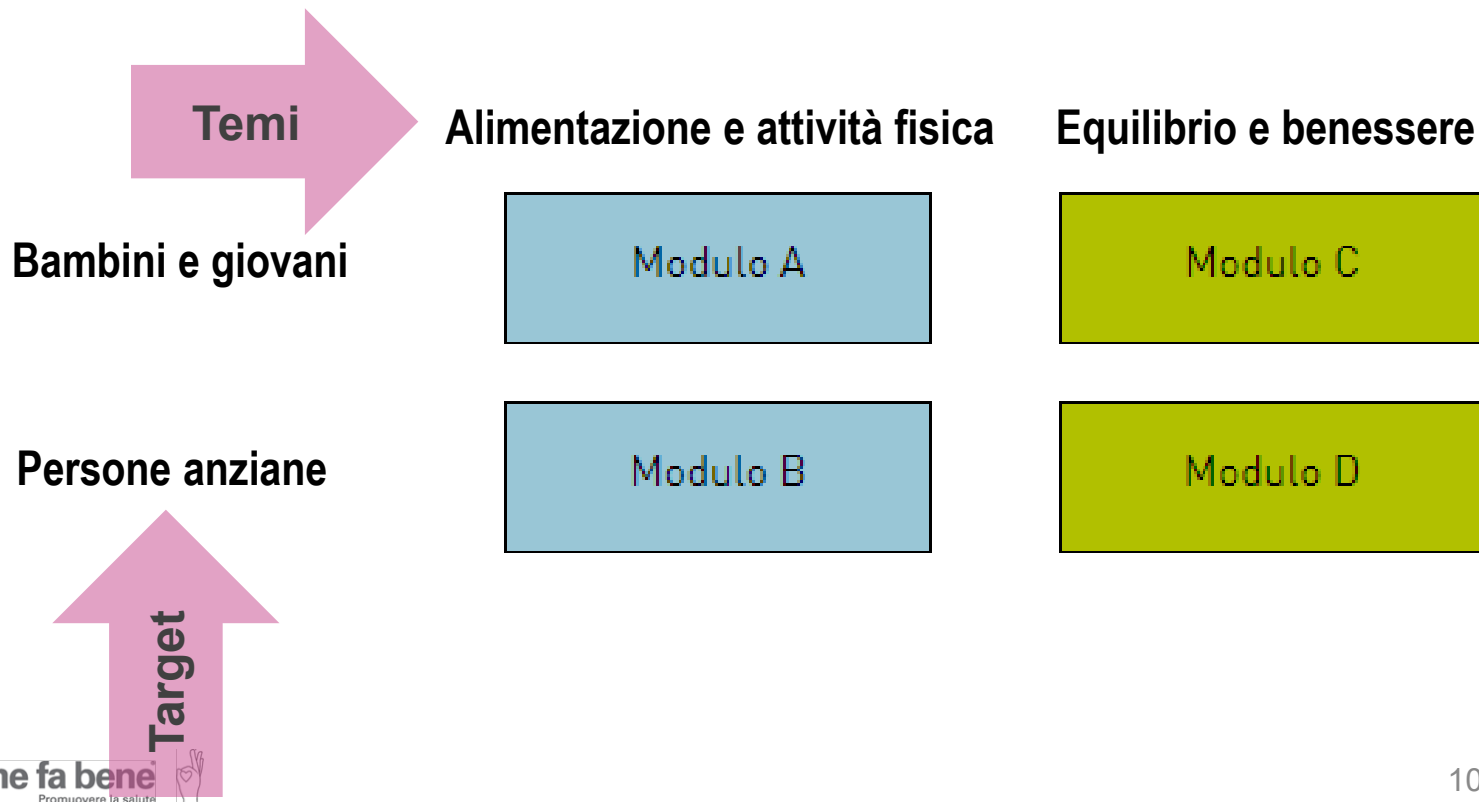 Temi
Alimentazione e attività fisica
Equilibrio e benessere
Bambini e giovani
Modulo A
Modulo C
Persone anziane
Modulo B
Modulo D
Target
fa bene
Promuovere la salute
10